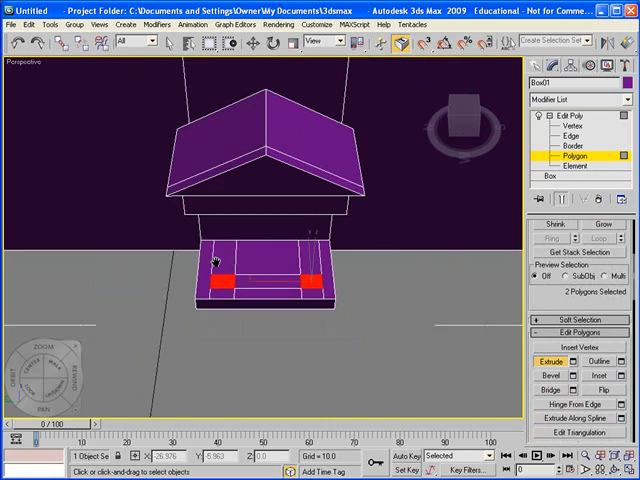 Untitled - Project Folder: C:\Documents and Settings\Owner\My Documents\3dsmax - Autodesk 3ds Max 2009 Educational - Not for Comme...
File Edit Tools Group Views Create Modifiers Animation Graph Editors Rendering Customize MAXScript Help Tentacles
All View Create Selection Set
Perspective
Box01
Modifier List
Edit Poly
Vertex
Edge
Border
Polygon
Element
Box
Shrink Grow
Ring Loop
Get Stack Selection
Preview Selection
Off SubObj Multi
2 Polygons Selected
+ Soft Selection
- Edit Polygons
Insert Vertex
Extrude Outline
Bevel Inset
Bridge Flip
Hinge From Edge
Extrude Along Spline
Edit Triangulation
ZOOM
ORBIT CENTER WALK LOOK REWIND
PAN
0 / 100
0 10 20 30 40 50 60 70 80 90 100
1 Object Se X: -26.976 Y: -5.963 Z: 0.0 Grid = 10.0
Auto Key Selected
Click or click-and-drag to select objects Add Time Tag
Set Key Key Filters... 0